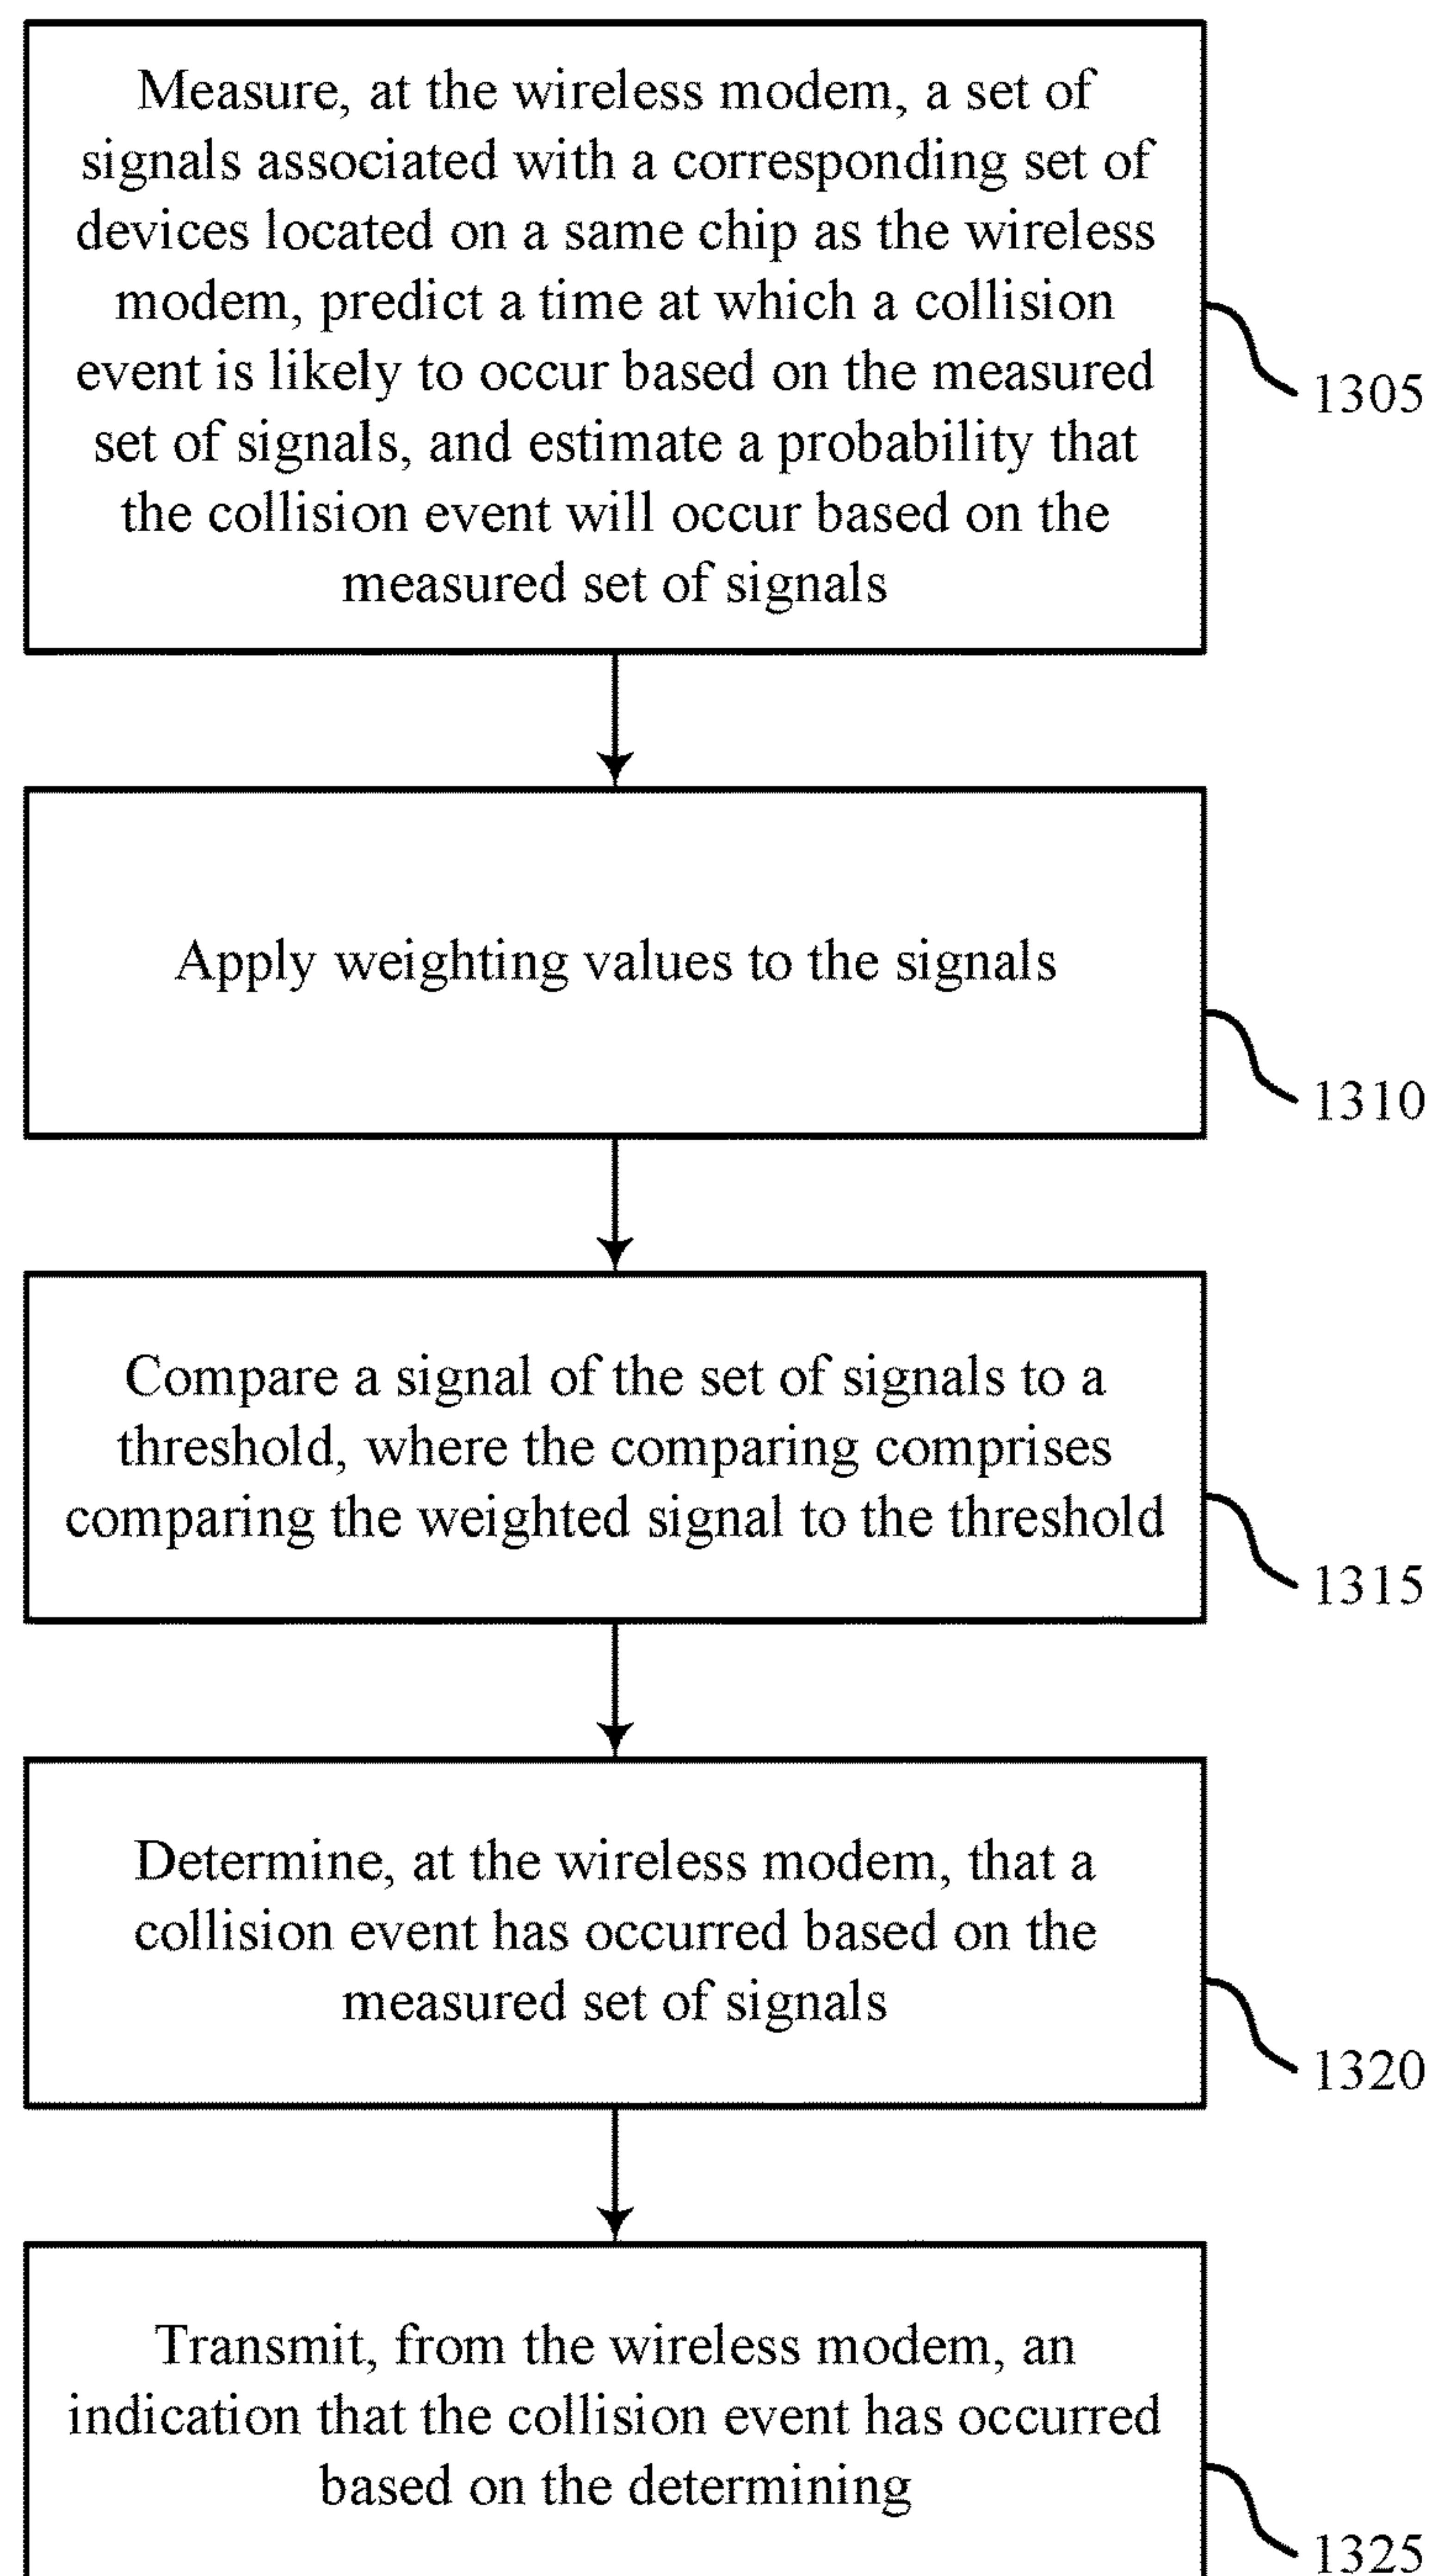 Measure, at the wireless modem, a set of
signals associated with a corresponding set of
devices located on a same chip as the wireless
modem, predict a time at which a collision
event is likely to occur based on the measured
set of signals, and estimate a probability that
the collision event will occur based on the
measured set of signals
1305
Apply weighting values to the signals
1310
Compare a signal of the set of signals to a
threshold, where the comparing comprises
comparing the weighted signal to the threshold
1315
Determine, at the wireless modem, that a
collision event has occurred based on the
measured set of signals
1320
Transmit, from the wireless modem, an
indication that the collision event has occurred
based on the determining
1325